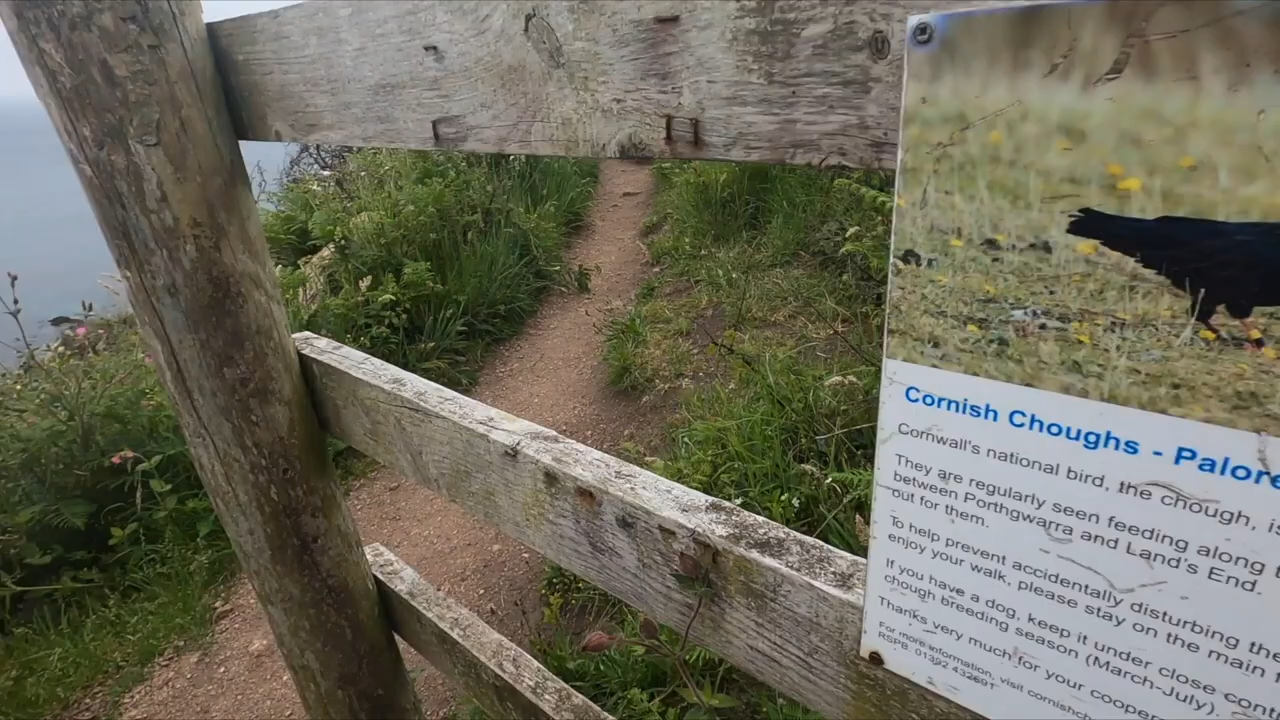 Cornish Choughs - Palore
Cornwall's national bird, the chough, is
They are regularly seen feeding along
between Porthgwarra and Land's End.
out for them.
To help prevent accidentally disturbing the
enjoy your walk, please stay on the main f
If you have a dog, keep it under close cont
chough breeding season (March-July).
Thanks very much for your cooper
For more information, visit cornishch
RSPB: 01392 432691